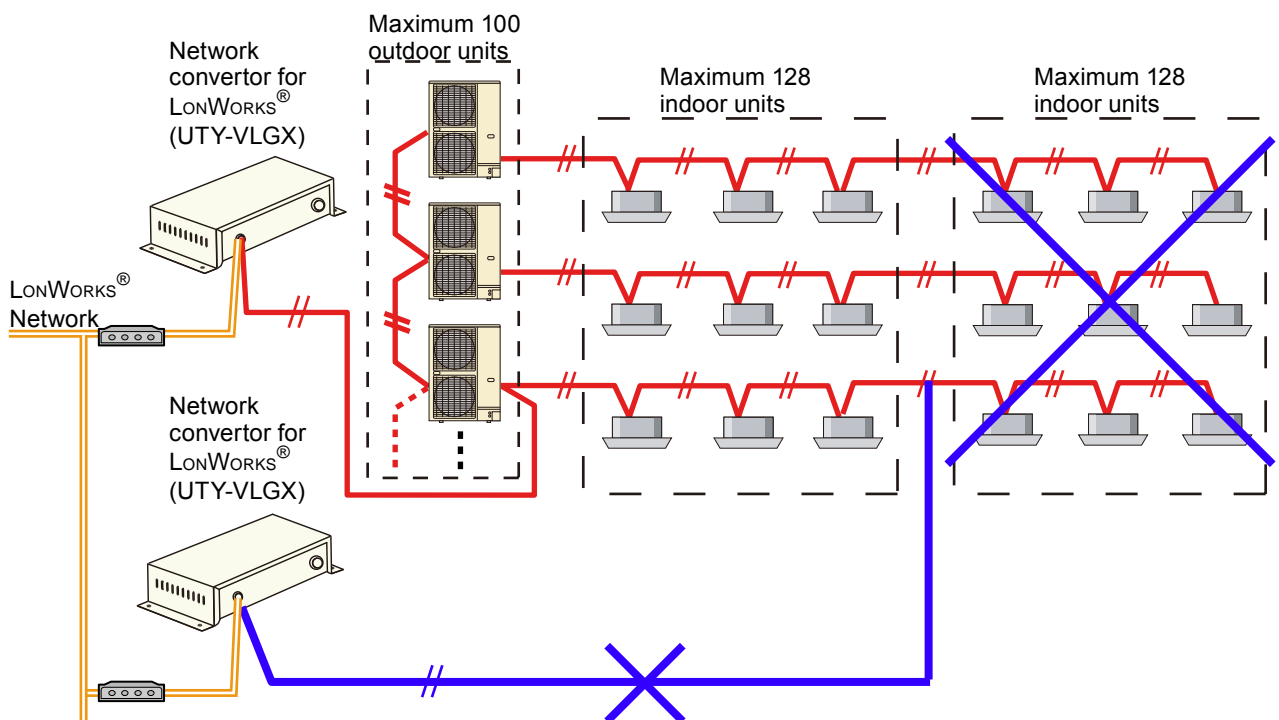 Maximum 100
outdoor units
Network
convertor for
LONWORKS®
(UTY-VLGX)
Maximum 128
indoor units
Maximum 128
indoor units
LONWORKS®
Network
Network
convertor for
LONWORKS®
(UTY-VLGX)